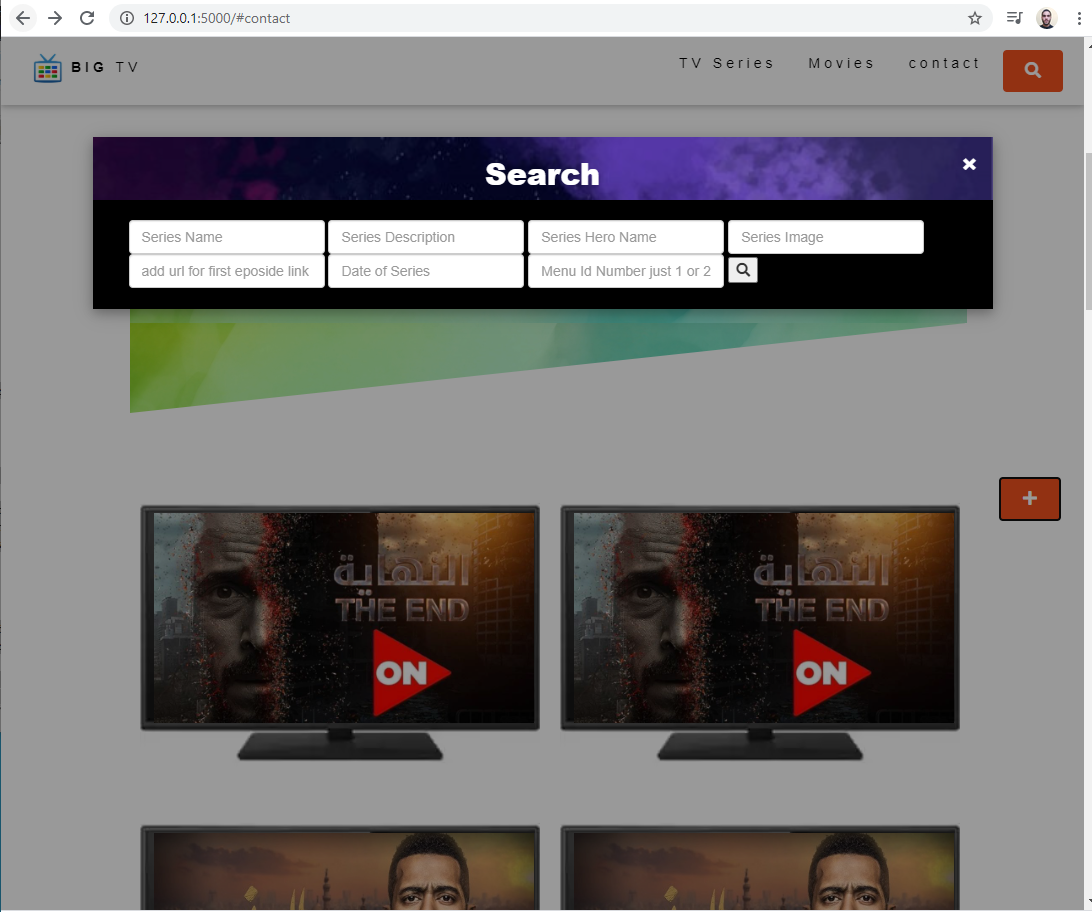 127.0.0.1:5000/#contact
BIG TV
TV Series Movies contact
Search
Series Name Series Description Series Hero Name Series Image
add url for first eposide link Date of Series Menu Id Number just 1 or 2
النهاية النهاية
THE END THE END
ON ON